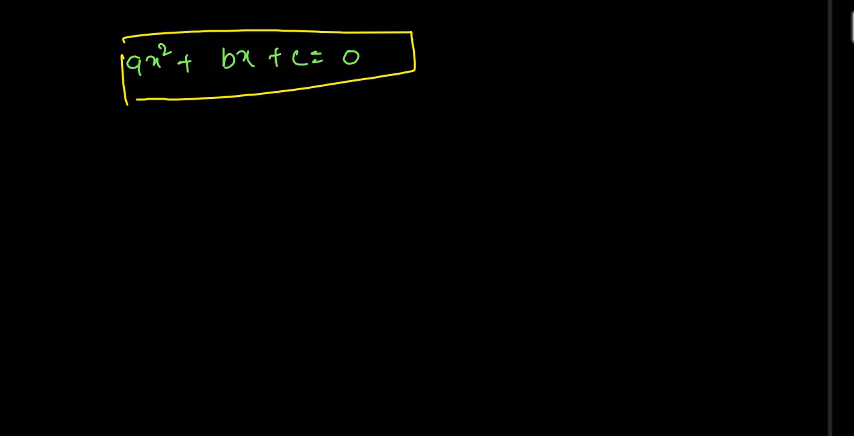 ax² + bx + c = 0